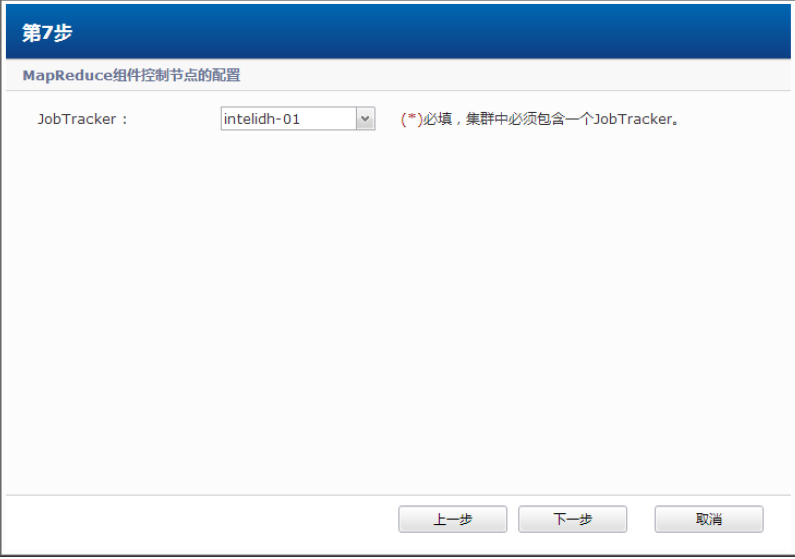 第7步
MapReduce组件控制节点的配置
JobTracker： intelidh-01 (*)必填，集群中必须包含一个JobTracker。
上一步 下一步 取消